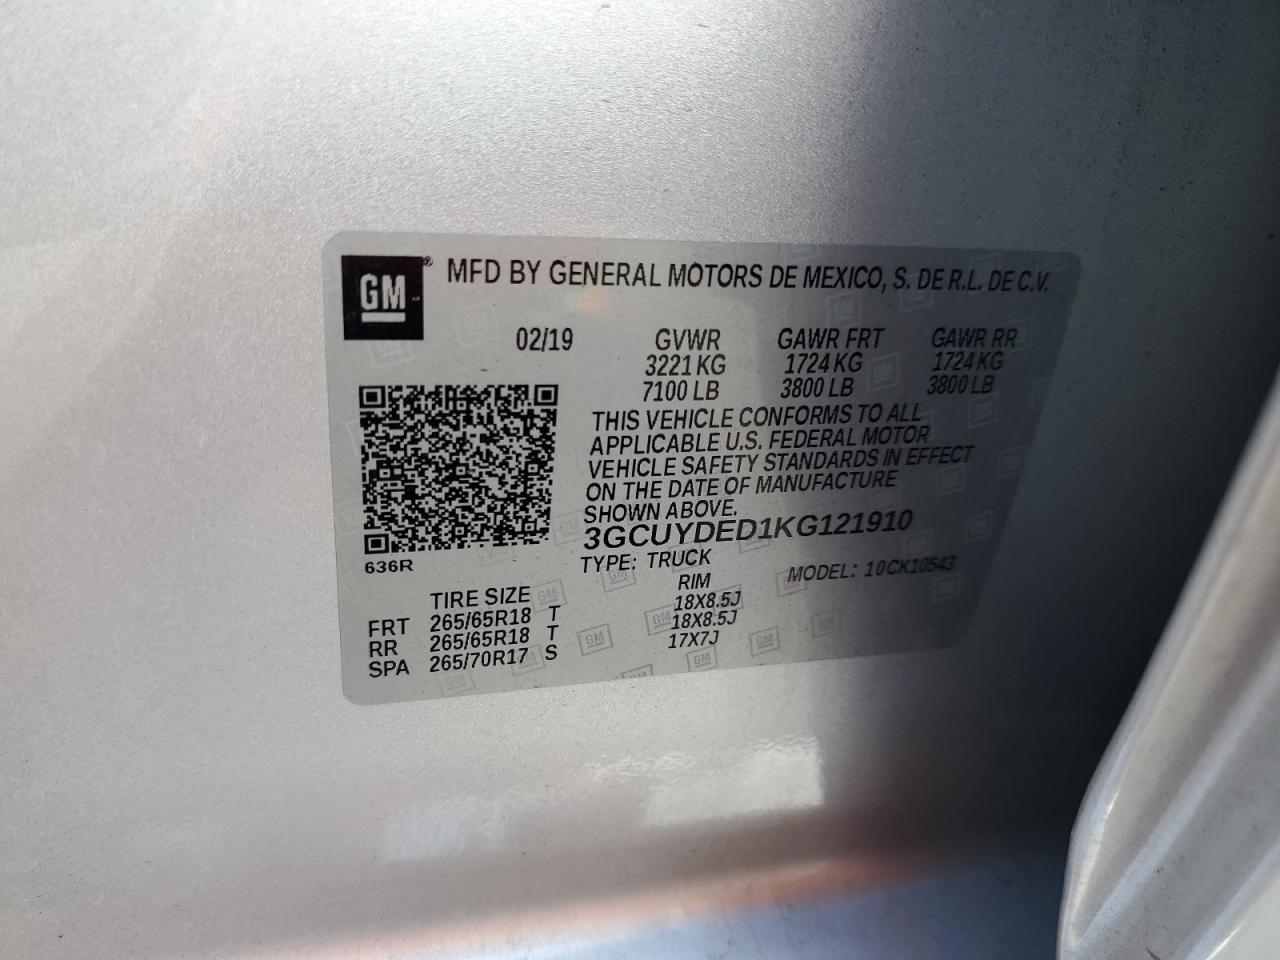 GM ® MFD BY GENERAL MOTORS DE MEXICO, S. DE R.L. DE C.V.
02/19 GVWR GAWR FRT GAWR RR
3221 KG 1724 KG 1724 KG
7100 LB 3800 LB 3800 LB
THIS VEHICLE CONFORMS TO ALL
APPLICABLE U.S. FEDERAL MOTOR
VEHICLE SAFETY STANDARDS IN EFFECT
ON THE DATE OF MANUFACTURE
SHOWN ABOVE.
3GCUYDED1KG121910
636R TYPE: TRUCK MODEL: 10CK10543
TIRE SIZE RIM
FRT 265/65R18 T 18X8.5J
RR 265/65R18 T 18X8.5J
SPA 265/70R17 S 17X7J